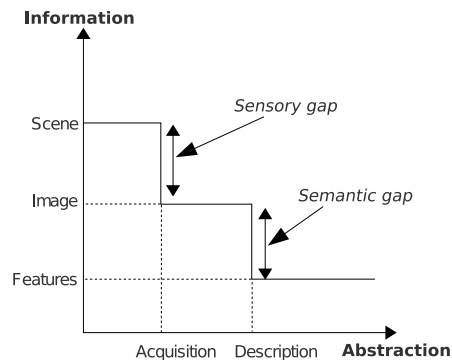 Information
Sensory gap
Scene
Semantic gap
Image
Features
Acquisition
Description
Abstraction